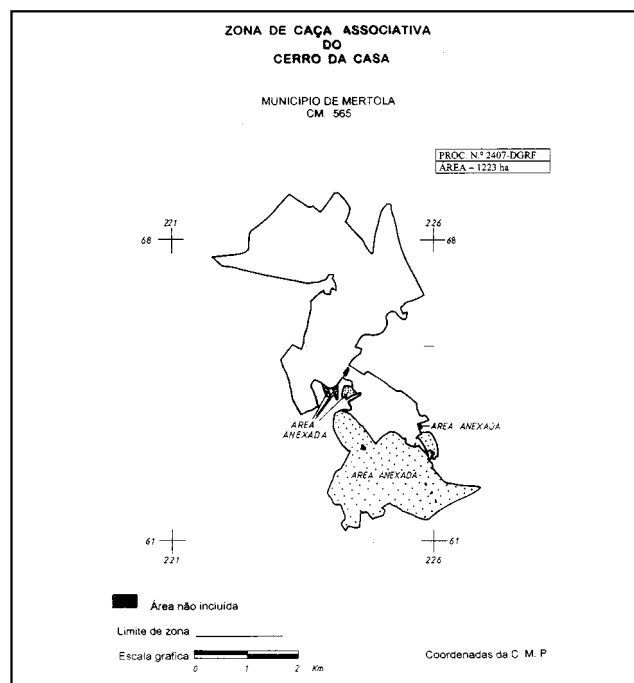 ZONA DE CAÇA ASSOCIATIVA
DO
CERRO DA CASA
MUNICIPIO DE MERTOLA
CM. 565
PROC. N.º 2407-DGRF
ÁREA – 1223 ha
221
226
68
68
AREA
ANEXADA
AREA ANEXADA
AREA ANEXADA
61
61
221
226
Área não incluída
Limite de zona
Escala grafica
0 1 2 Km
Coordenadas da C M P